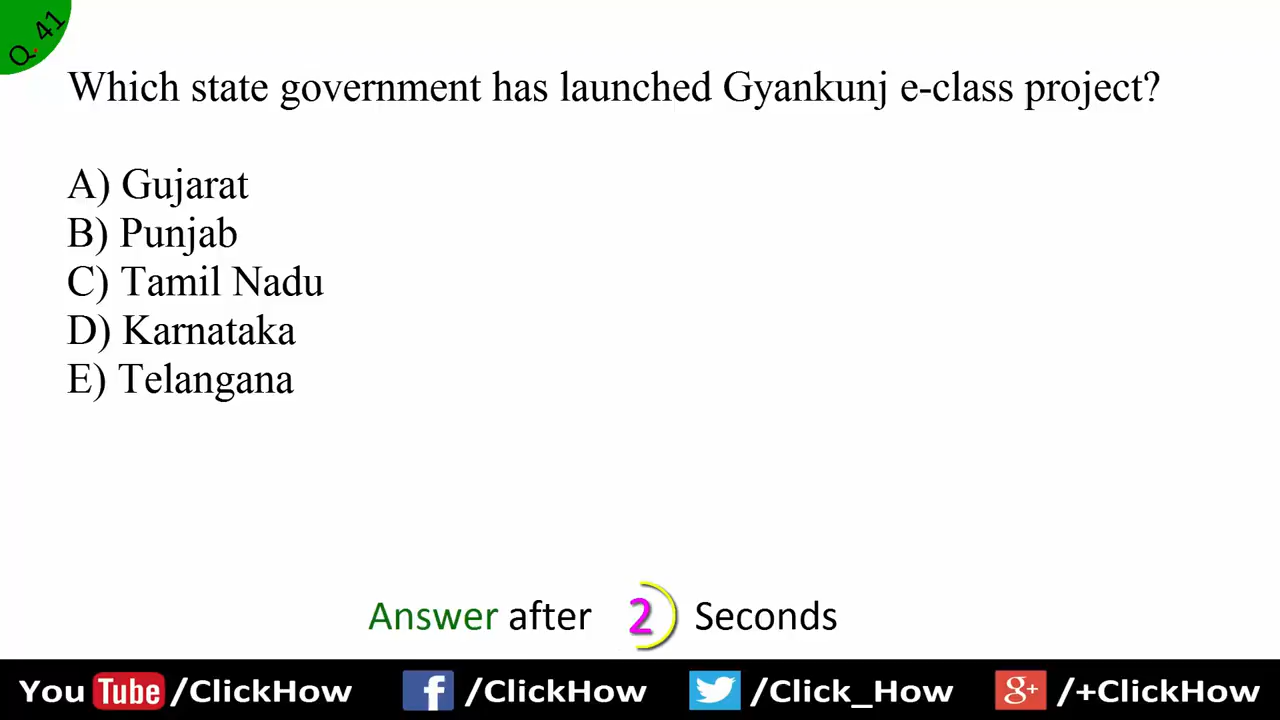 Q. 41
Which state government has launched Gyankunj e-class project?
A) Gujarat
B) Punjab
C) Tamil Nadu
D) Karnataka
E) Telangana
Answer after 2 Seconds
You Tube /ClickHow f /ClickHow /Click_How g+ /+ClickHow